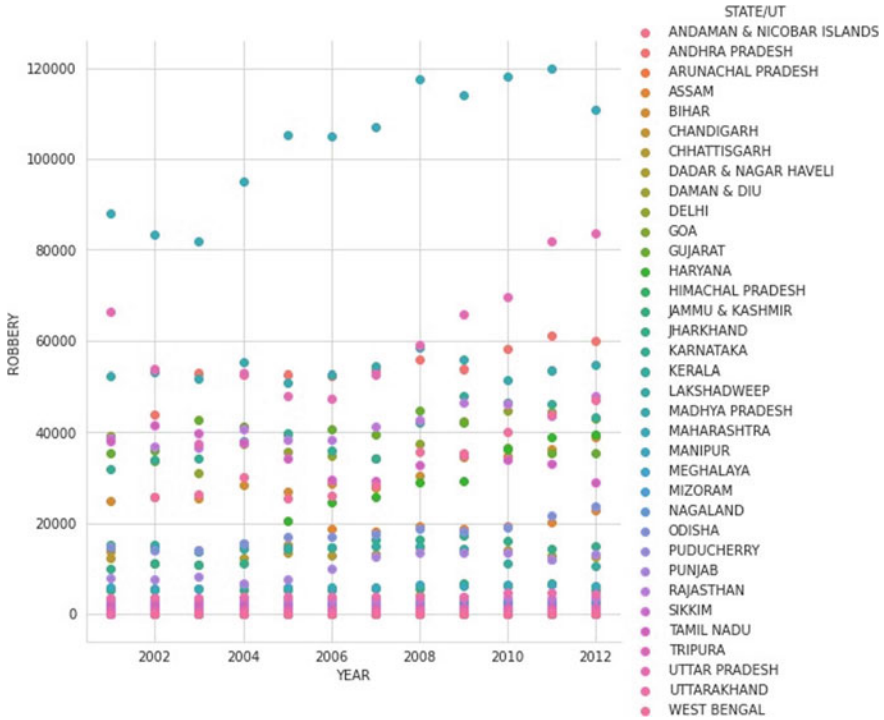 STATE/UT
ANDAMAN & NICOBAR ISLANDS
ANDHRA PRADESH
ARUNACHAL PRADESH
ASSAM
BIHAR
CHANDIGARH
CHHATTISGARH
DADAR & NAGAR HAVELI
DAMAN & DIU
DELHI
GOA
GUJARAT
HARYANA
HIMACHAL PRADESH
JAMMU & KASHMIR
JHARKHAND
KARNATAKA
KERALA
LAKSHADWEEP
MADHYA PRADESH
MAHARASHTRA
MANIPUR
MEGHALAYA
MIZORAM
NAGALAND
ODISHA
PUDUCHERRY
PUNJAB
RAJASTHAN
SIKKIM
TAMIL NADU
TRIPURA
UTTAR PRADESH
UTTARAKHAND
WEST BENGAL
120000
100000
80000
60000
40000
20000
0
ROBBERY
2002 2004 2006 2008 2010 2012
YEAR